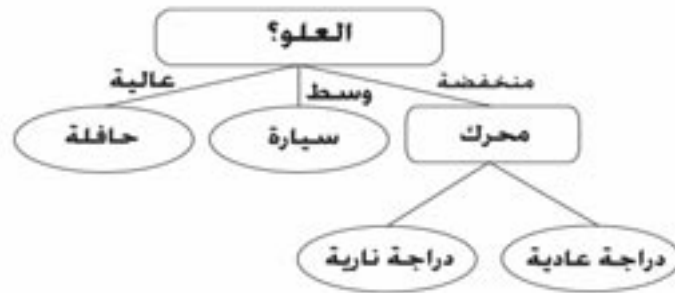 العلو؟
منخفضة
وسط
عالية
محرك
سيارة
حافلة
دراجة عادية
دراجة نارية